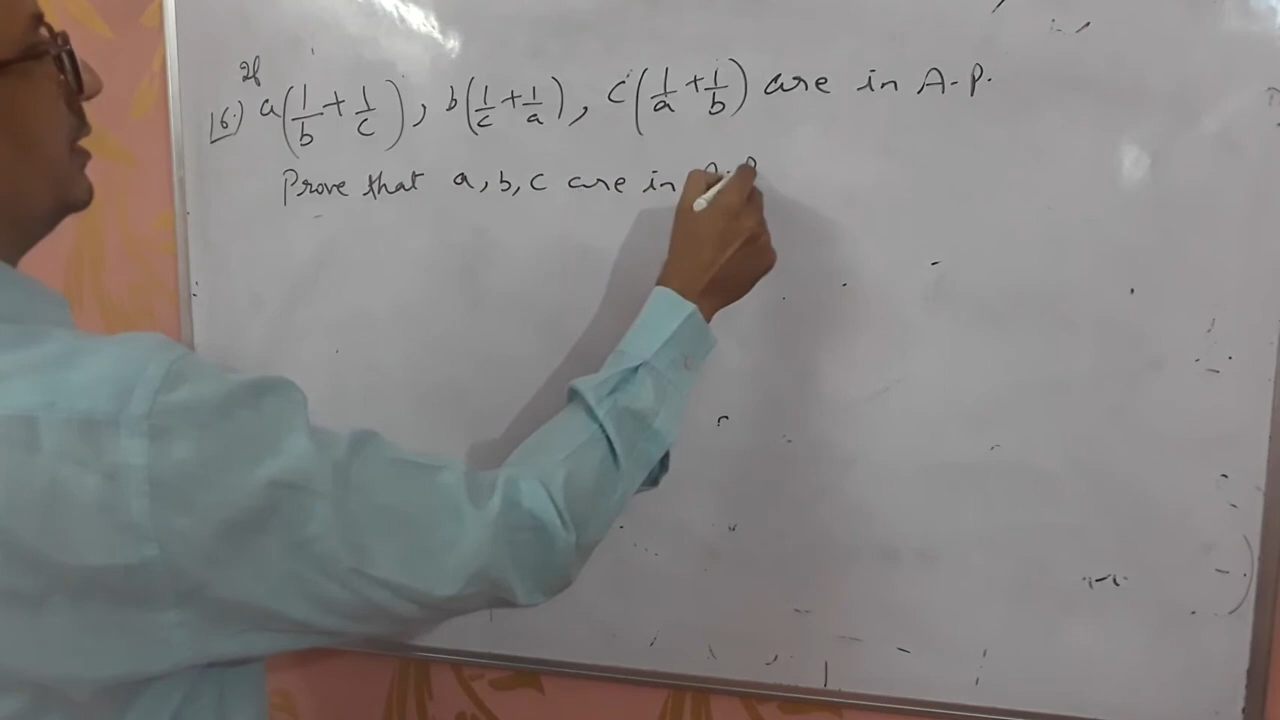 If
16.) a(1/b + 1/c), b(1/c + 1/a), c(1/a + 1/b) are in A.P.
Prove that a, b, c are in